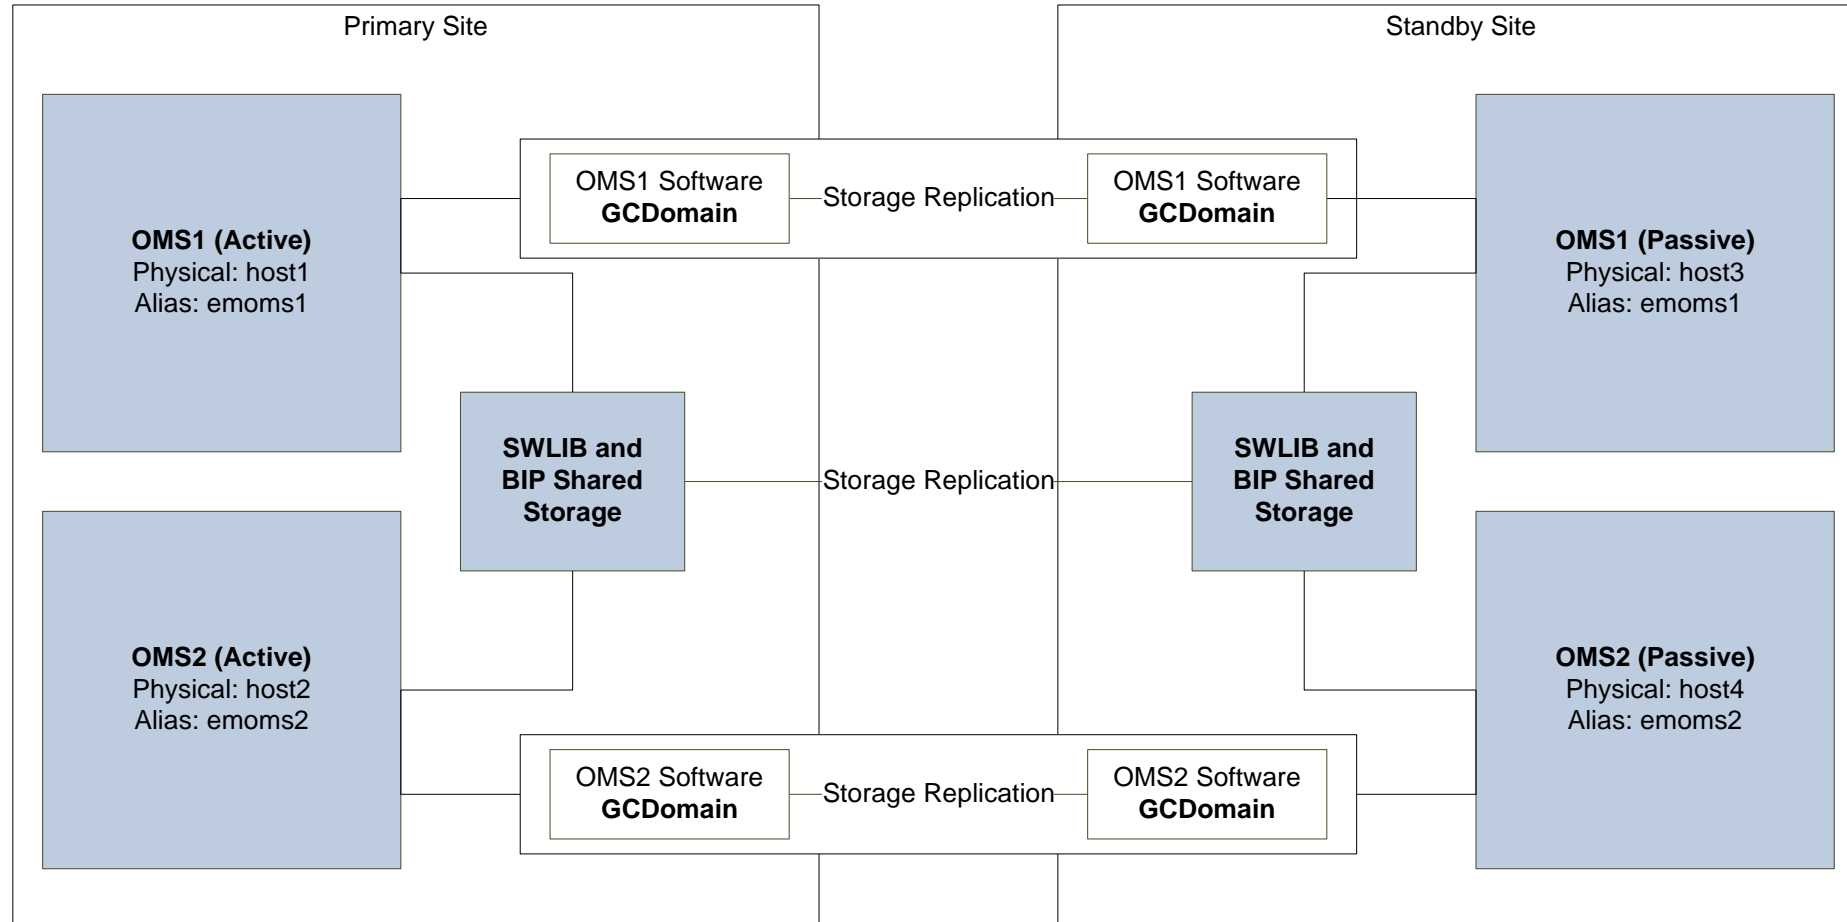 Primary Site
Standby Site
OMS1 (Active)
Physical: host1
Alias: emoms1
OMS1 Software
GCDomain
Storage Replication
OMS1 Software
GCDomain
OMS1 (Passive)
Physical: host3
Alias: emoms1
SWLIB and
BIP Shared
Storage
Storage Replication
SWLIB and
BIP Shared
Storage
OMS2 (Active)
Physical: host2
Alias: emoms2
OMS2 Software
GCDomain
Storage Replication
OMS2 Software
GCDomain
OMS2 (Passive)
Physical: host4
Alias: emoms2